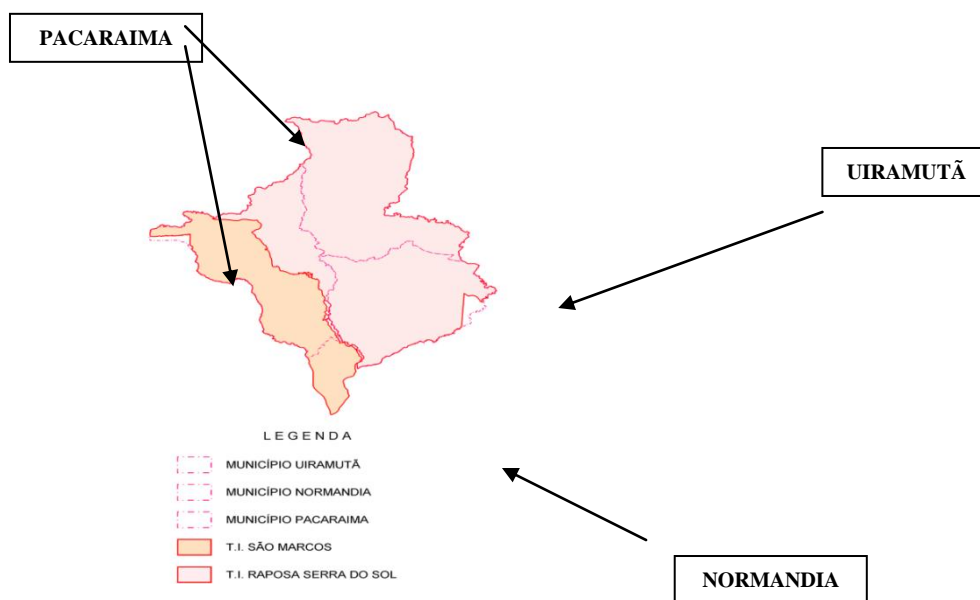 PACARAIMA
UIRAMUTÃ
LEGENDA
MUNICÍPIO UIRAMUTÃ
MUNICÍPIO NORMANDIA
MUNICÍPIO PACARAIMA
T.I. SÃO MARCOS
T.I. RAPOSA SERRA DO SOL
NORMANDIA